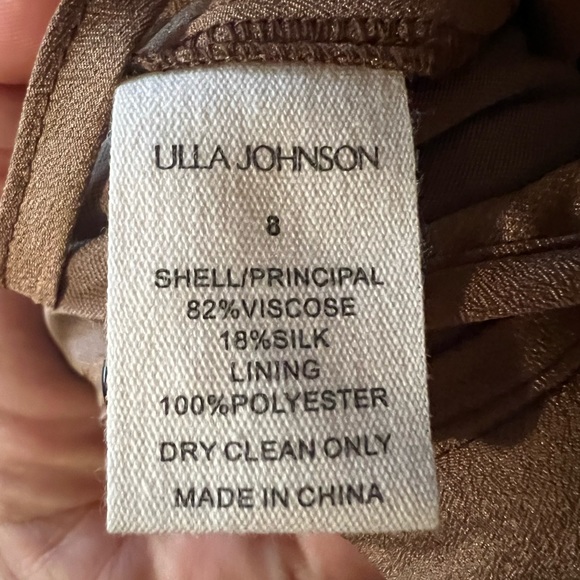 ULLA JOHNSON
8
SHELL/PRINCIPAL
82%VISCOSE
18%SILK
LINING
100%POLYESTER
DRY CLEAN ONLY
MADE IN CHINA